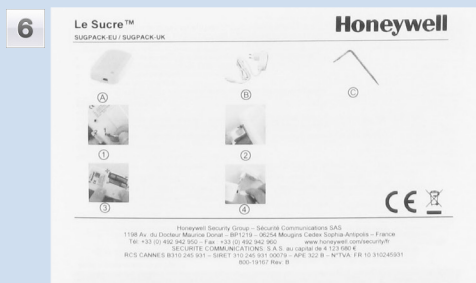 6
Le Sucre™
Honeywell
SUGPACK-EU / SUGPACK-UK
A
B
C
1
2
3
4
CE
Honeywell Security Group – Sécurité Communications SAS
1198 Av. du Docteur Maurice Donat – BP1219 – 06254 Mougins Cedex Sophia-Antipolis – France
Tél: +33 (0) 492 942 950 – Fax: +33 (0) 492 942 960 www.honeywell.com/security/fr
SECURITE COMMUNICATIONS S.A.S. au capital de 4 123 680 €
RCS CANNES B310 245 931 – SIRET 310 245 931 00079 – APE 322 B – N°TVA: FR 10 310245931
800-19167 Rev. B